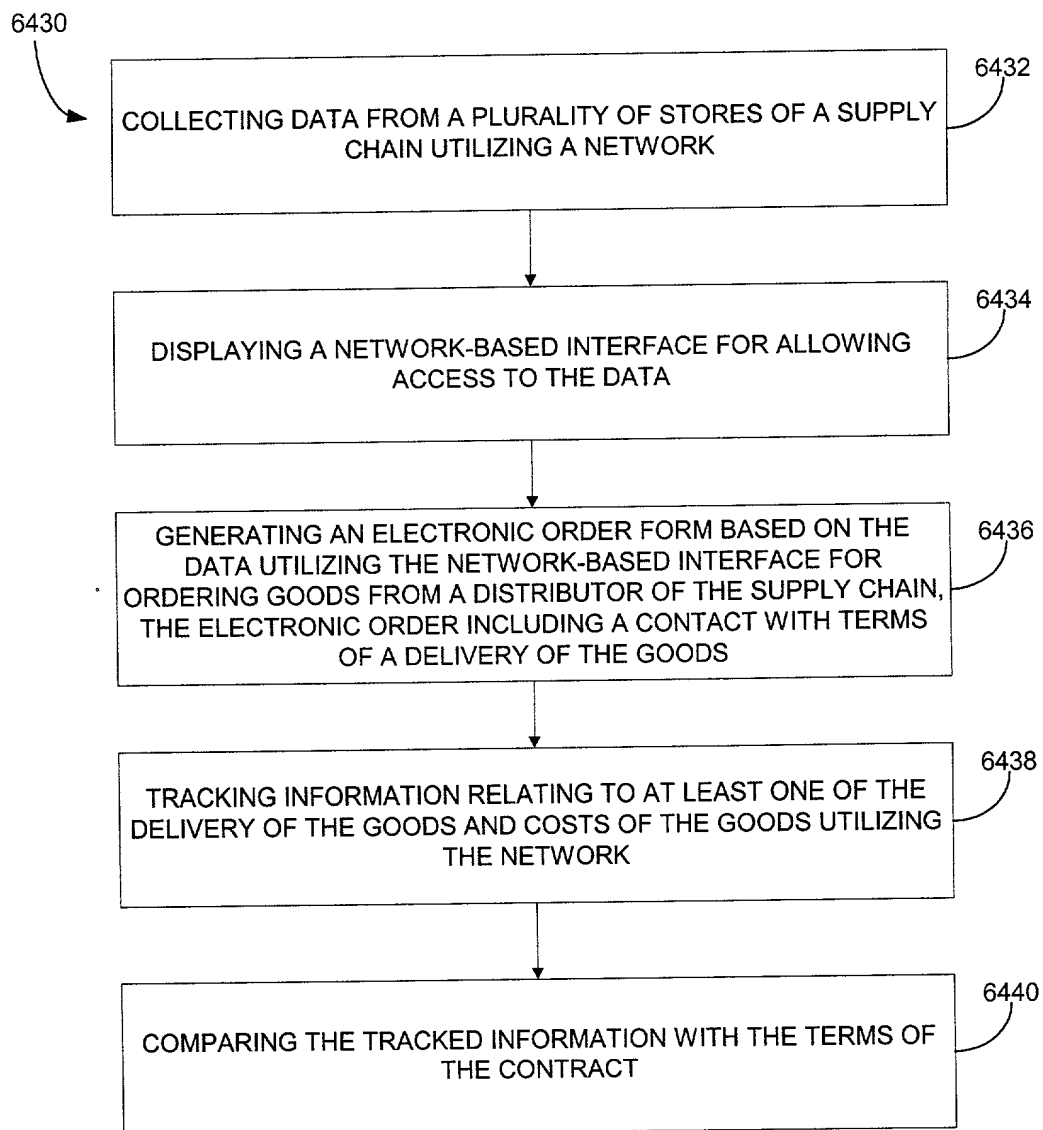 6430
6432
COLLECTING DATA FROM A PLURALITY OF STORES OF A SUPPLY
CHAIN UTILIZING A NETWORK
6434
DISPLAYING A NETWORK-BASED INTERFACE FOR ALLOWING
ACCESS TO THE DATA
6436
GENERATING AN ELECTRONIC ORDER FORM BASED ON THE
DATA UTILIZING THE NETWORK-BASED INTERFACE FOR
ORDERING GOODS FROM A DISTRIBUTOR OF THE SUPPLY CHAIN,
THE ELECTRONIC ORDER INCLUDING A CONTACT WITH TERMS
OF A DELIVERY OF THE GOODS
6438
TRACKING INFORMATION RELATING TO AT LEAST ONE OF THE
DELIVERY OF THE GOODS AND COSTS OF THE GOODS UTILIZING
THE NETWORK
6440
COMPARING THE TRACKED INFORMATION WITH THE TERMS OF
THE CONTRACT